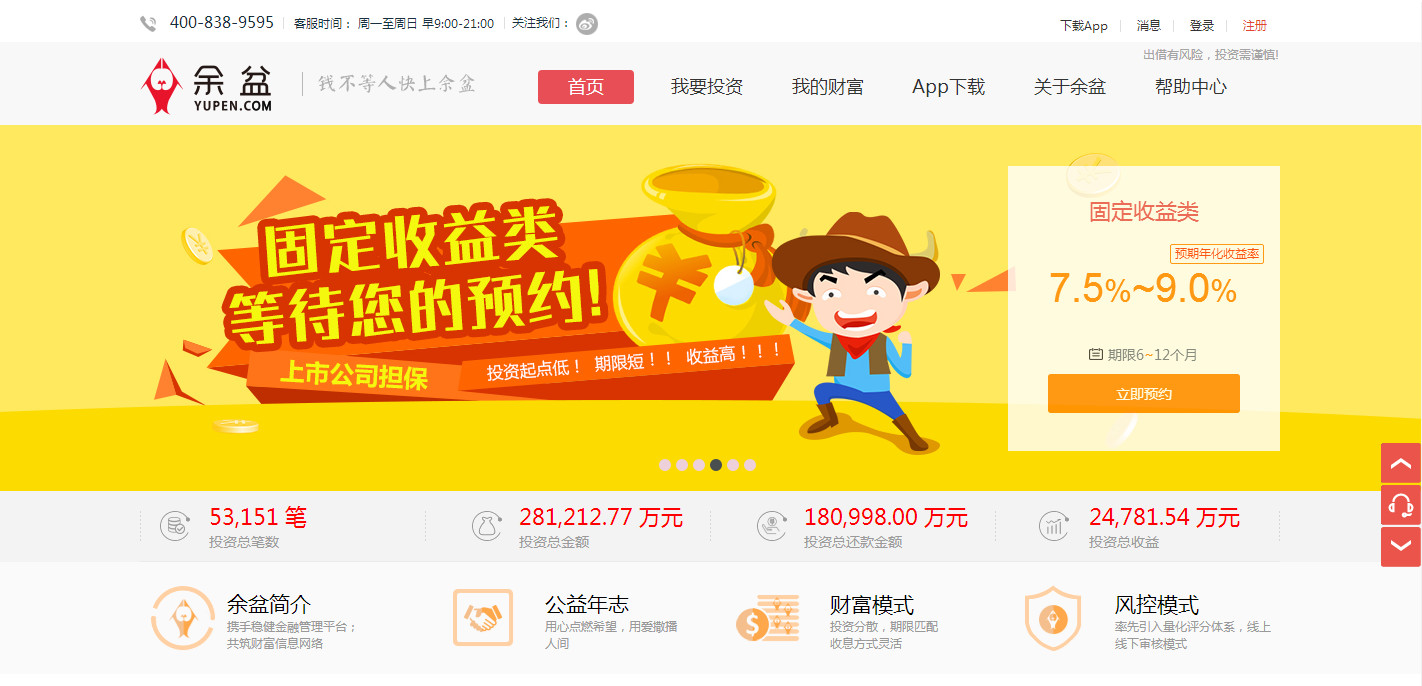 400-838-9595 客服时间： 周一至周日 早9:00-21:00 关注我们：
下载App 消息 登录 注册
出借有风险，投资需谨慎!
余盆
YUPEN.COM
钱不等人快上余盆
首页 我要投资 我的财富 App下载 关于余盆 帮助中心
固定收益类
等待您的预约!
上市公司担保
投资起点低！ 期限短！！ 收益高！！！
固定收益类
预期年化收益率
7.5%~9.0%
期限6~12个月
立即预约
53,151 笔
投资总笔数
281,212.77 万元
投资总金额
180,998.00 万元
投资总还款金额
24,781.54 万元
投资总收益
余盆简介
携手稳健金融管理平台；
共筑财富信息网络
公益年志
用心点燃希望，用爱撒播
人间
财富模式
投资分散，期限匹配
收息方式灵活
风控模式
率先引入量化评分体系，线上
线下审核模式